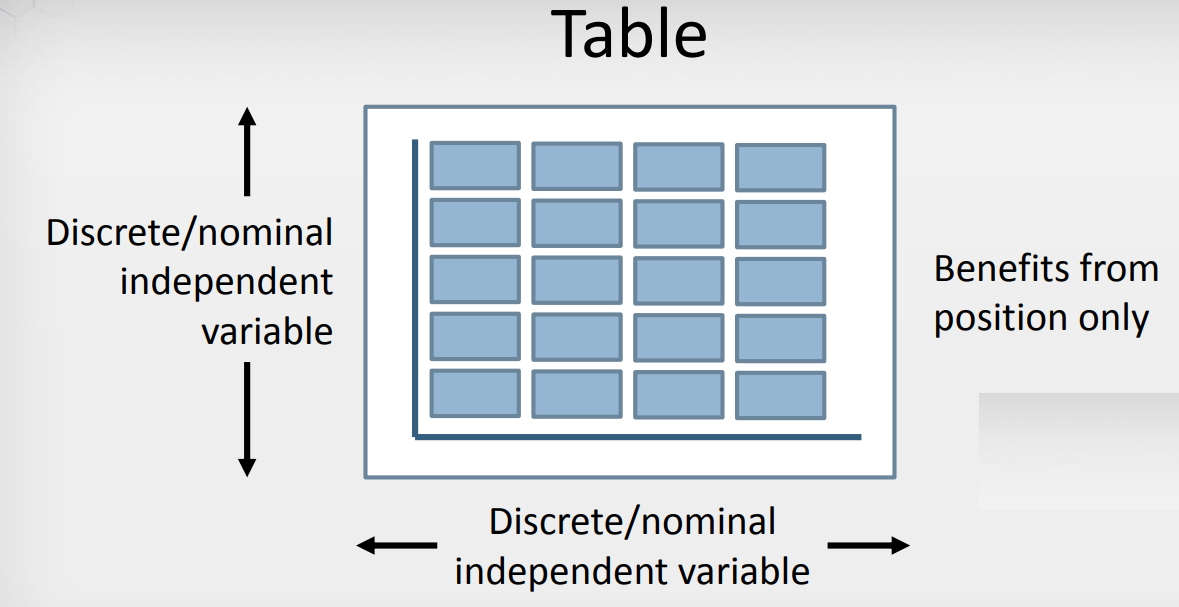 Table
Discrete/nominal
independent
variable
Benefits from
position only
Discrete/nominal
independent variable